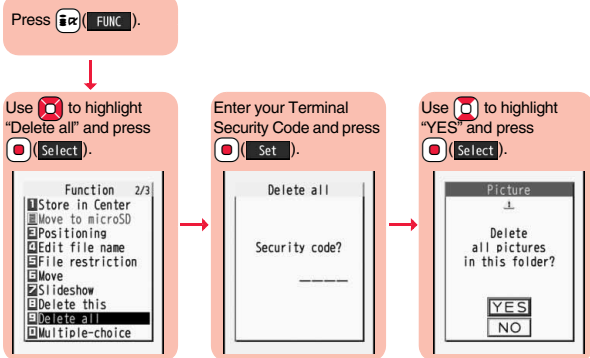 Press iα( FUNC ).
Use to highlight
“Delete all” and press
(Select).
Function 2/3
1Store in Center
2Move to microSD
3Positioning
4Edit file name
5File restriction
6Move
7Slideshow
8Delete this
9Delete all
0Multiple-choice
Enter your Terminal
Security Code and press
( Set ).
Delete all
Security code?
____
Use to highlight
“YES” and press
(Select).
Picture
Delete
all pictures
in this folder?
YES
NO